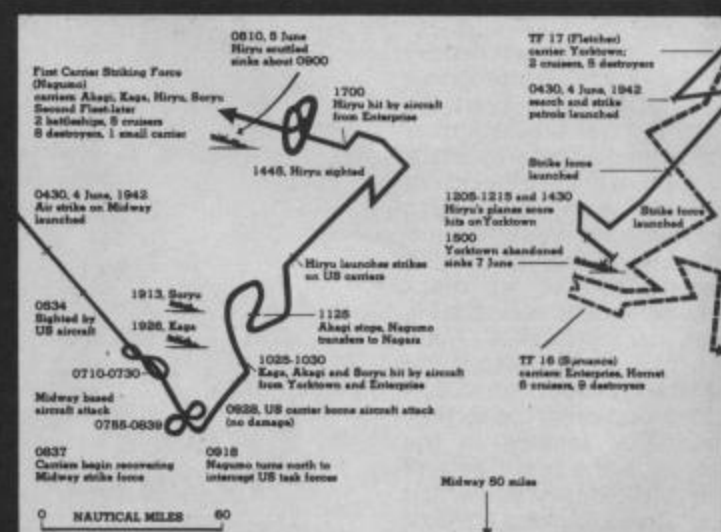 0510, 5 June
Hiryu scuttled
sinks about 0900
TF 17 (Fletcher)
carrier: Yorktown;
2 cruisers, 5 destroyers
First Carrier Striking Force
(Nagumo)
carriers: Akagi, Kaga, Hiryu, Soryu
Second Fleet-later
2 battleships, 5 cruisers
8 destroyers, 1 small carrier
1700
Hiryu hit by aircraft
from Enterprise
0430, 4 June, 1942
search and strike
patrols launched
1445, Hiryu sighted
Strike force
launched
0430, 4 June, 1942
Air strike on Midway
launched
1205-1215 and 1430
Hiryu's planes score
hits on Yorktown
Strike force
launched
1500
Yorktown abandoned
sinks 7 June
Hiryu launches strikes
on US carriers
1913, Soryu
0534
Sighted by
US aircraft
1925, Kaga
1125
Akagi stops, Nagumo
transfers to Nagara
0710-0730
1025-1030
Kaga, Akagi and Soryu hit by aircraft
from Yorktown and Enterprise
TF 16 (Spruance)
carriers: Enterprise, Hornet
6 cruisers, 9 destroyers
Midway based
aircraft attack
0755-0839
0928, US carrier borne aircraft attack
(no damage)
0837
Carriers begin recovering
Midway strike force
0918
Nagumo turns north to
intercept US task forces
Midway 50 miles
0 NAUTICAL MILES 60